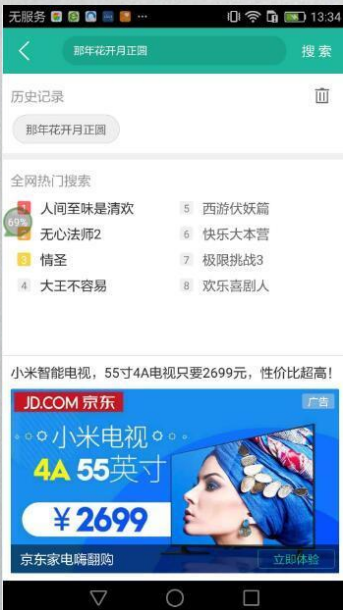 无服务 ... 13:34
那年花开月正圆 搜索
历史记录
那年花开月正圆
全网热门搜索
1 人间至味是清欢 5 西游伏妖篇
69%
2 无心法师2 6 快乐大本营
3 情圣 7 极限挑战3
4 大王不容易 8 欢乐喜剧人
小米智能电视，55寸4A电视只要2699元，性价比超高！
JD.COM 京东 广告
小米电视
4A 55英寸
¥2699
京东家电嗨翻购 立即体验